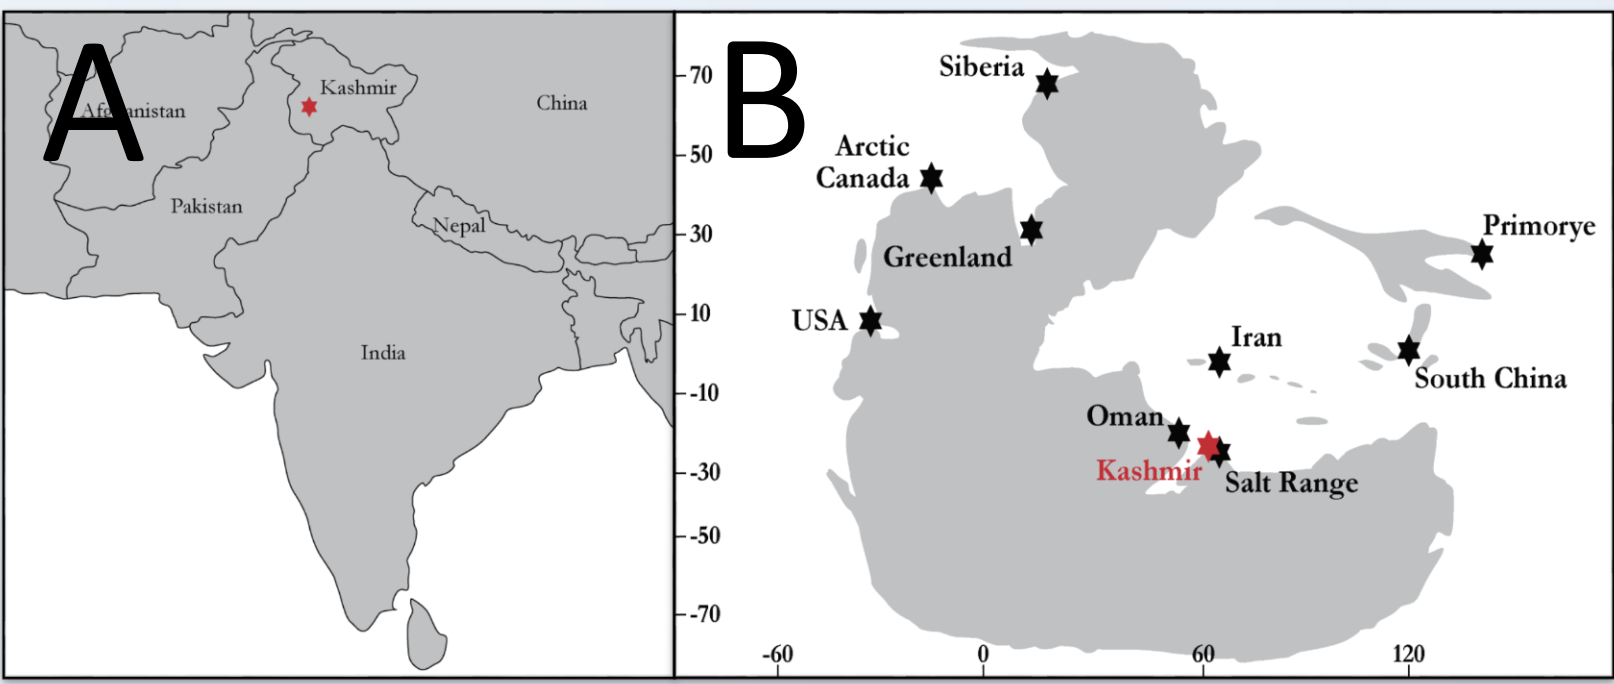 A
Kashmir
Afghanistan
China
Pakistan
Nepal
India
B
70
50
30
10
-10
-30
-50
-70
Siberia
Arctic
Canada
Greenland
Primorye
USA
Iran
South China
Oman
Kashmir
Salt Range
-60
0
60
120